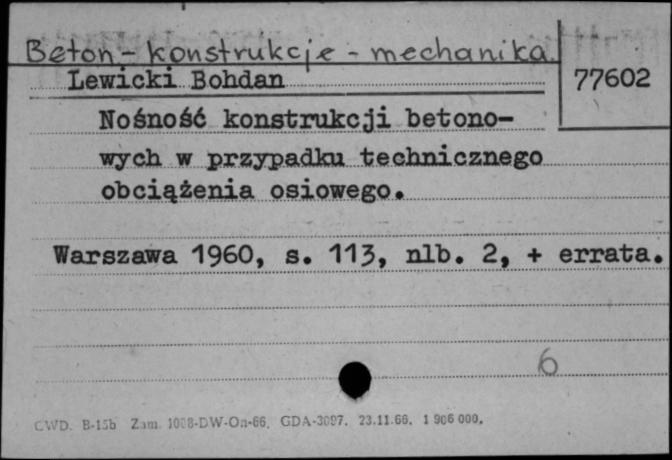 Beton - konstrukcje - mechanika.
Lewicki Bohdan
77602
Nośność konstrukcji betono-
wych w przypadku technicznego
obciążenia osiowego.
Warszawa 1960, s. 113, nlb. 2, + errata.
6
CWD. B-15b Zam. 1008-DW-On-66. GDA-3097. 23.11.66. 1 906 000.